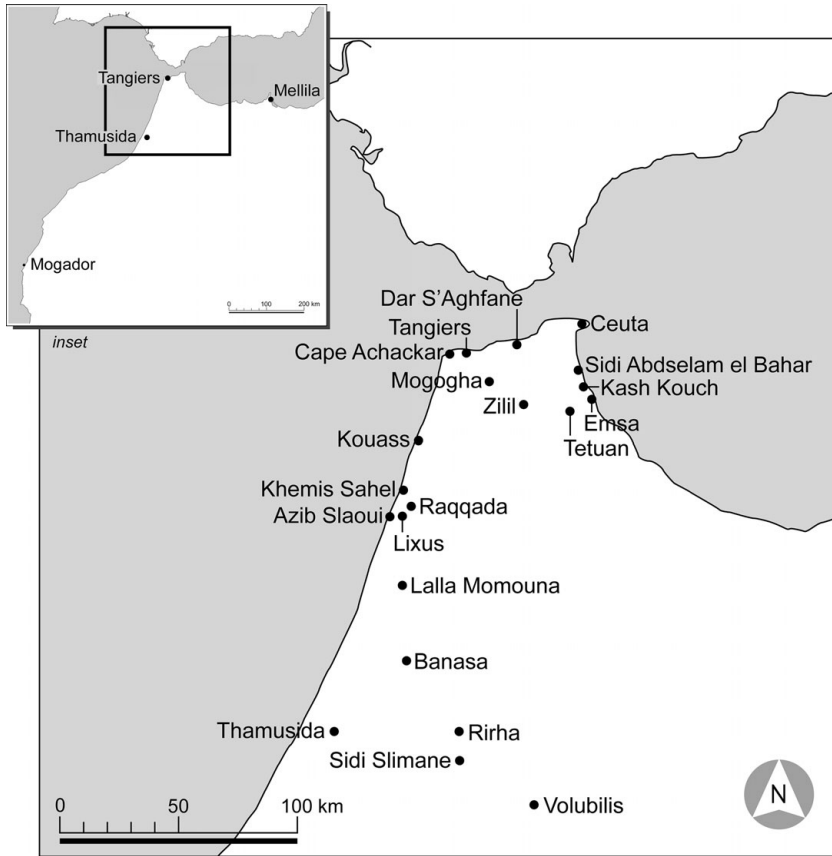 Tangiers
Mellila
Thamusida
Mogador
0 100 200 km
inset
Dar S'Aghfane
Tangiers
Ceuta
Cape Achackar
Sidi Abdselam el Bahar
Mogogha
Kash Kouch
Zilil
Emsa
Tetuan
Kouass
Khemis Sahel
Raqqada
Azib Slaoui
Lixus
Lalla Momouna
Banasa
Thamusida
Rirha
Sidi Slimane
0 50 100 km
Volubilis
N